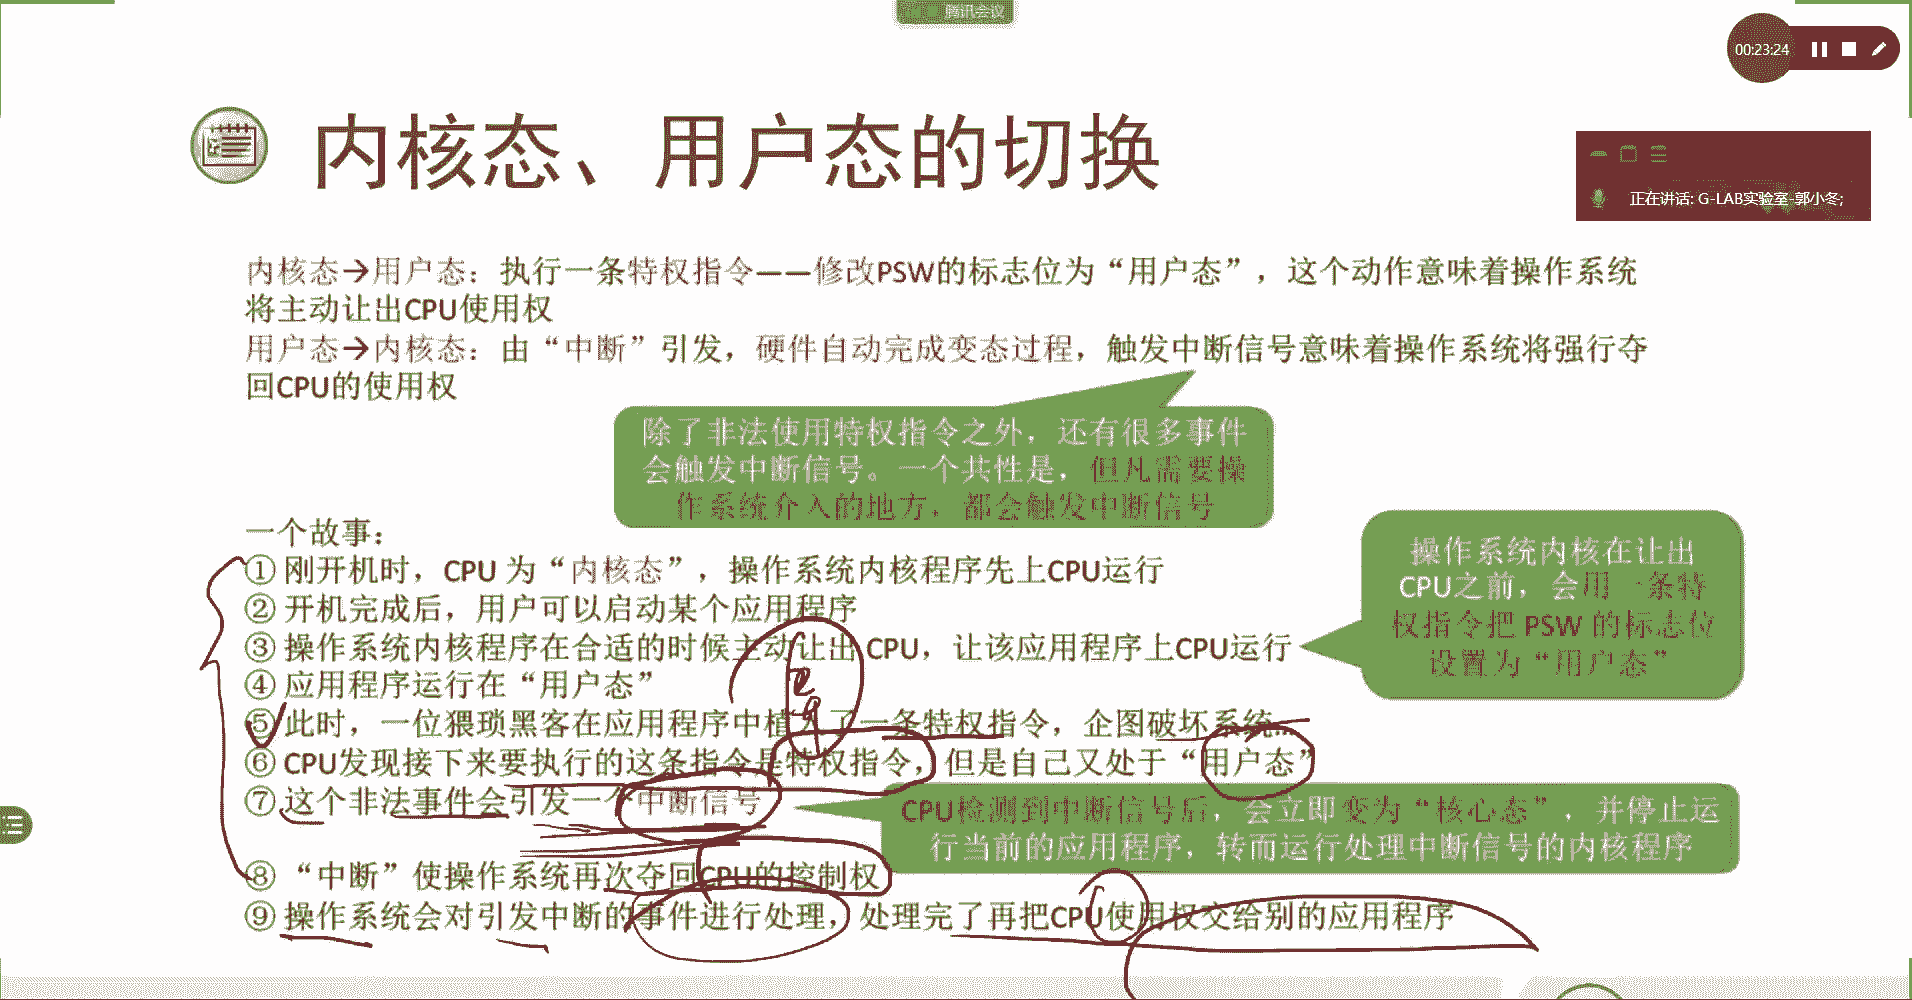 腾讯会议
00:23:24
内核态、用户态的切换
正在讲话: G-LAB实验室-郭小冬;
内核态→用户态：执行一条特权指令——修改PSW的标志位为“用户态”，这个动作意味着操作系统
将主动让出CPU使用权
用户态→内核态：由“中断”引发，硬件自动完成变态过程，触发中断信号意味着操作系统将强行夺
回CPU的使用权
除了非法使用特权指令之外，还有很多事件
会触发中断信号。一个共性是，但凡需要操
作系统介入的地方，都会触发中断信号
一个故事：
① 刚开机时，CPU 为“内核态”，操作系统内核程序先上CPU运行
② 开机完成后，用户可以启动某个应用程序
③ 操作系统内核程序在合适的时候主动让出 CPU，让该应用程序上CPU运行
④ 应用程序运行在“用户态”
⑤ 此时，一位猥琐黑客在应用程序中植入了一条特权指令，企图破坏系统...
⑥ CPU发现接下来要执行的这条指令是特权指令，但是自己又处于“用户态”
⑦ 这个非法事件会引发一个中断信号
⑧ “中断”使操作系统再次夺回CPU的控制权
⑨ 操作系统会对引发中断的事件进行处理，处理完了再把CPU使用权交给别的应用程序
操作系统内核在让出
CPU之前，会用一条特
权指令把 PSW 的标志位
设置为“用户态”
CPU检测到中断信号后，会立即变为“核心态”，并停止运
行当前的应用程序，转而运行处理中断信号的内核程序